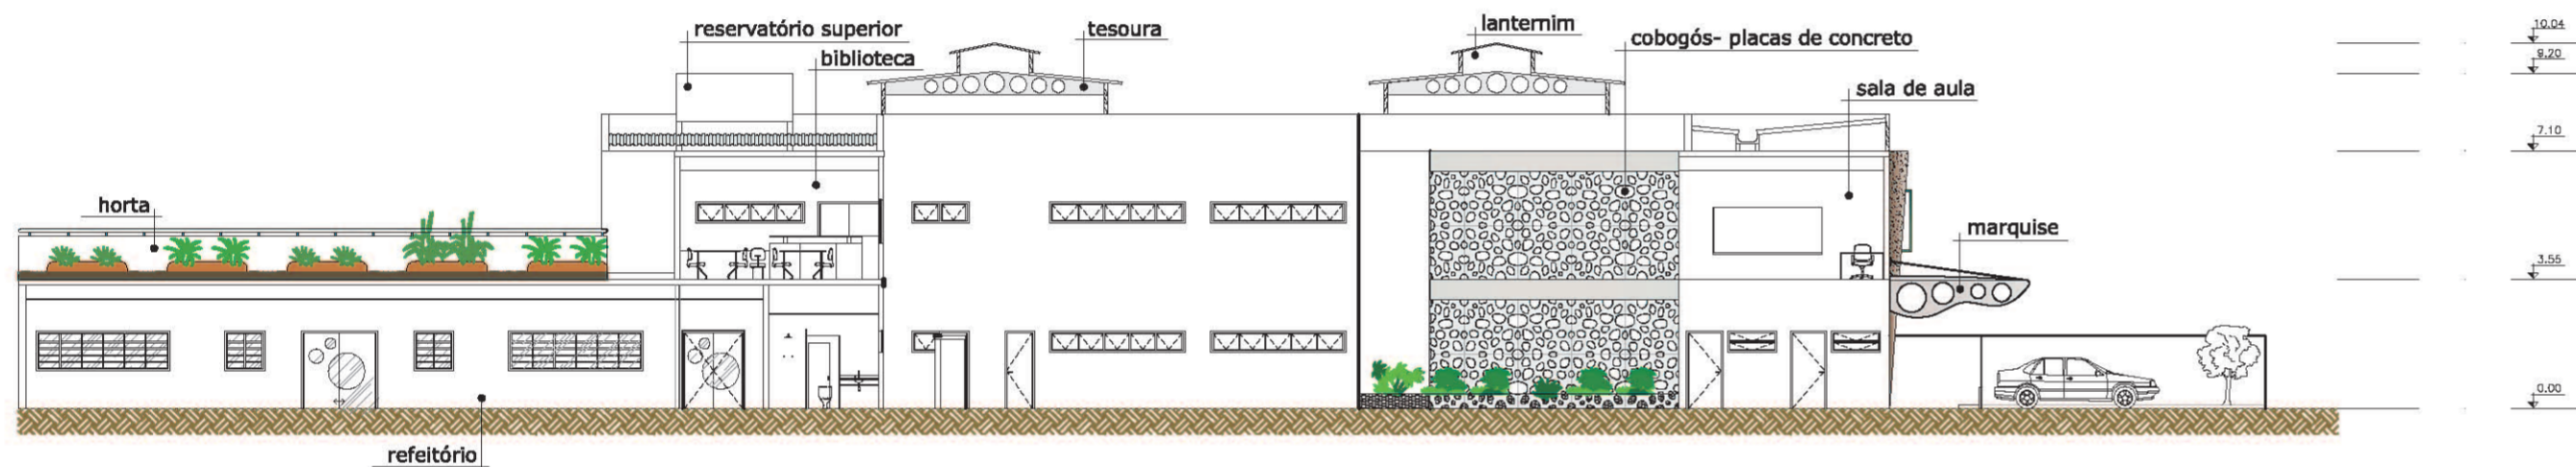 reservatório superior
biblioteca
tesoura
lanternim
cobogós- placas de concreto
sala de aula
horta
marquise
refeitório
10.04
9.20
7.10
3.55
0.00